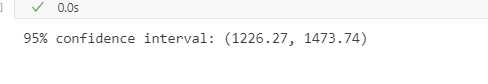 ✓ 0.0s
95% confidence interval: (1226.27, 1473.74)